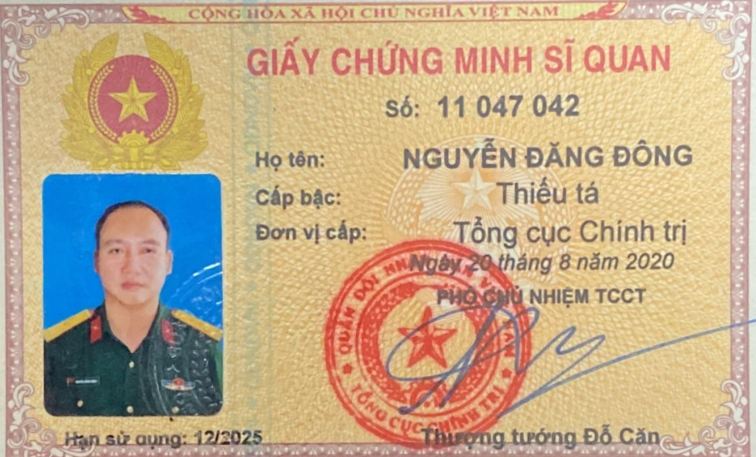 CỘNG HÒA XÃ HỘI CHỦ NGHĨA VIỆT NAM
GIẤY CHỨNG MINH SĨ QUAN
Số: 11 047 042
Họ tên: NGUYỄN ĐĂNG ĐÔNG
Cấp bậc: Thiếu tá
Đơn vị cấp: Tổng cục Chính trị
Ngày 20 tháng 8 năm 2020
PHÓ CHỦ NHIỆM TCCT
QUÂN ĐỘI NHÂN DÂN VIỆT NAM
TỔNG CỤC CHÍNH TRỊ
Hạn sử dụng: 12/2025
Thượng tướng Đỗ Căn